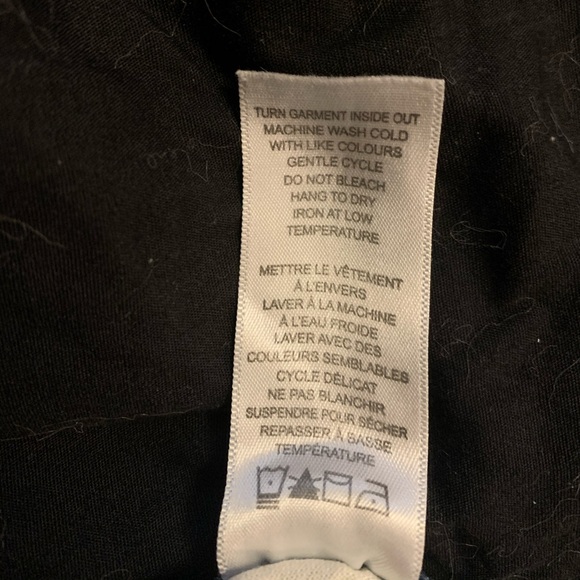 TURN GARMENT INSIDE OUT
MACHINE WASH COLD
WITH LIKE COLOURS
GENTLE CYCLE
DO NOT BLEACH
HANG TO DRY
IRON AT LOW
TEMPERATURE
METTRE LE VÊTEMENT
À L'ENVERS
LAVER À LA MACHINE
À L'EAU FROIDE
LAVER AVEC DES
COULEURS SEMBLABLES
CYCLE DÉLICAT
NE PAS BLANCHIR
SUSPENDRE POUR SÉCHER
REPASSER À BASSE
TEMPÉRATURE